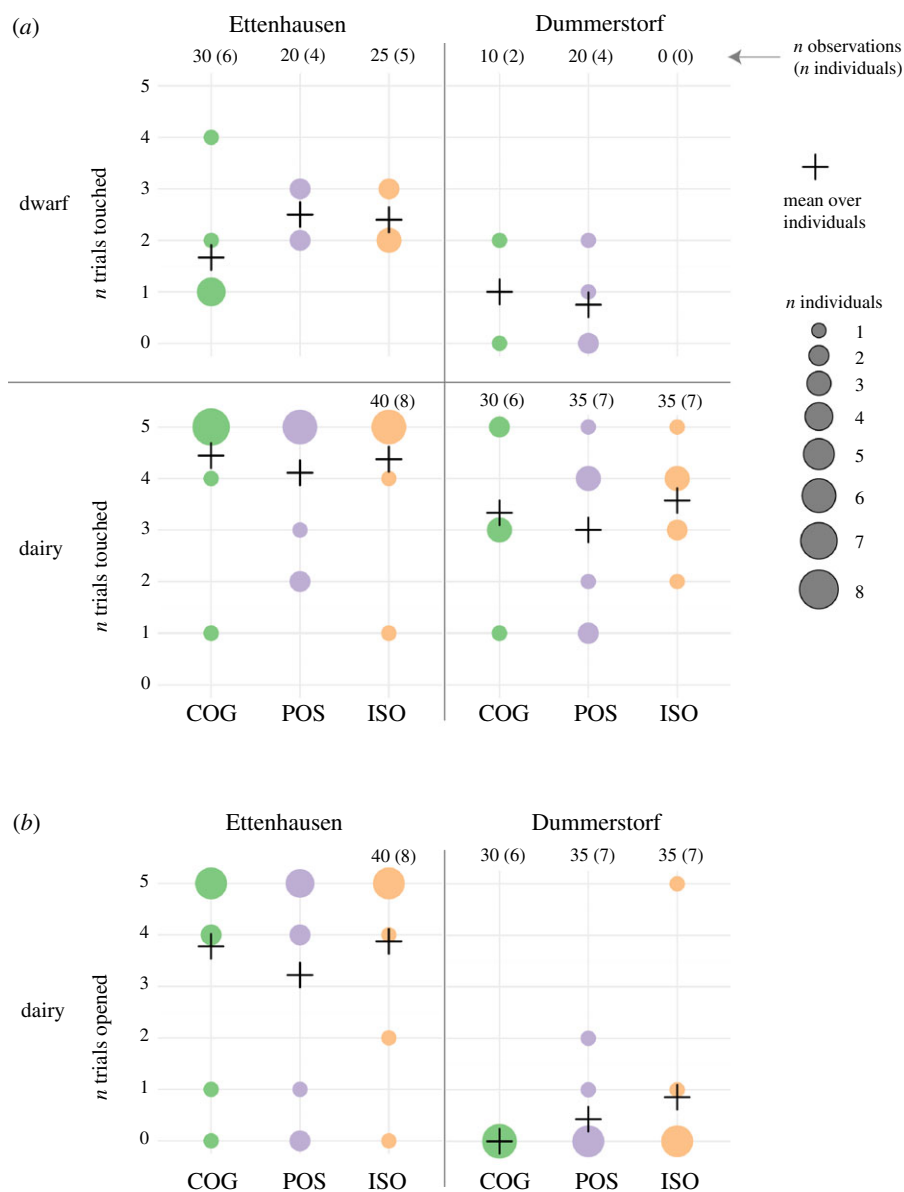 (a)
Ettenhausen
Dummerstorf
30 (6) 20 (4) 25 (5) 10 (2) 20 (4) 0 (0)
n observations
(n individuals)
5
4
3
2
1
0
dwarf
n trials touched
mean over
individuals
n individuals
1
2
3
4
5
6
7
8
40 (8) 30 (6) 35 (7) 35 (7)
5
4
3
2
1
0
dairy
n trials touched
COG POS ISO COG POS ISO
(b)
Ettenhausen
Dummerstorf
40 (8) 30 (6) 35 (7) 35 (7)
5
4
3
2
1
0
dairy
n trials opened
COG POS ISO COG POS ISO